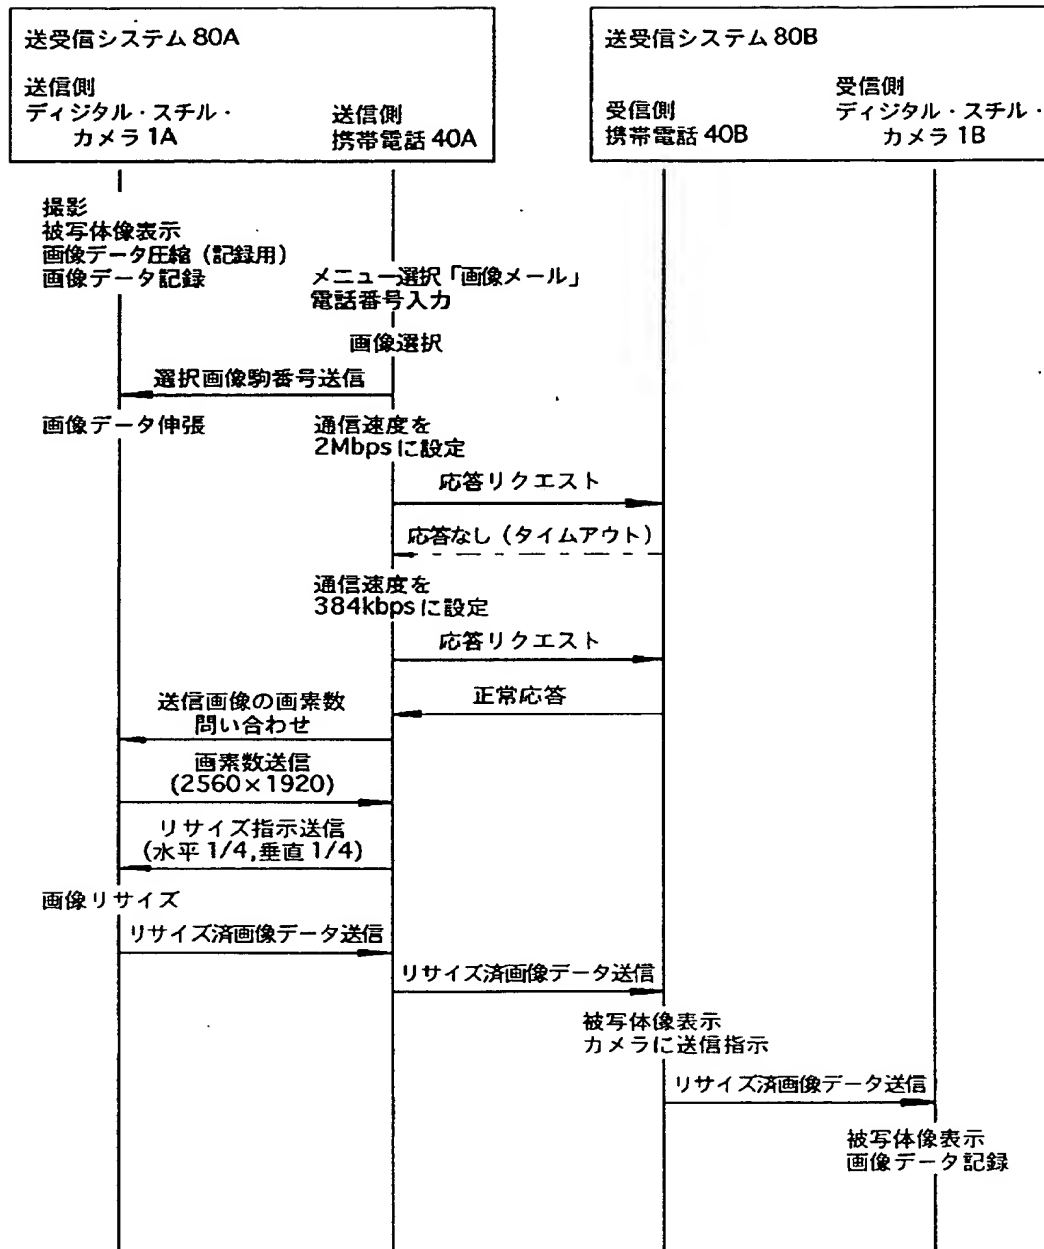 送受信システム 80A
送信側
ディジタル・スチル・
カメラ 1A
送信側
携帯電話 40A
送受信システム 80B
受信側
携帯電話 40B
受信側
ディジタル・スチル・
カメラ 1B
撮影
被写体像表示
画像データ圧縮（記録用）
画像データ記録
メニュー選択「画像メール」
電話番号入力
画像選択
選択画像駒番号送信
画像データ伸張
通信速度を
2Mbpsに設定
応答リクエスト
応答なし（タイムアウト）
通信速度を
384kbpsに設定
応答リクエスト
正常応答
送信画像の画素数
問い合わせ
画素数送信
(2560×1920)
リサイズ指示送信
(水平 1/4,垂直 1/4)
画像リサイズ
リサイズ済画像データ送信
リサイズ済画像データ送信
被写体像表示
カメラに送信指示
リサイズ済画像データ送信
被写体像表示
画像データ記録